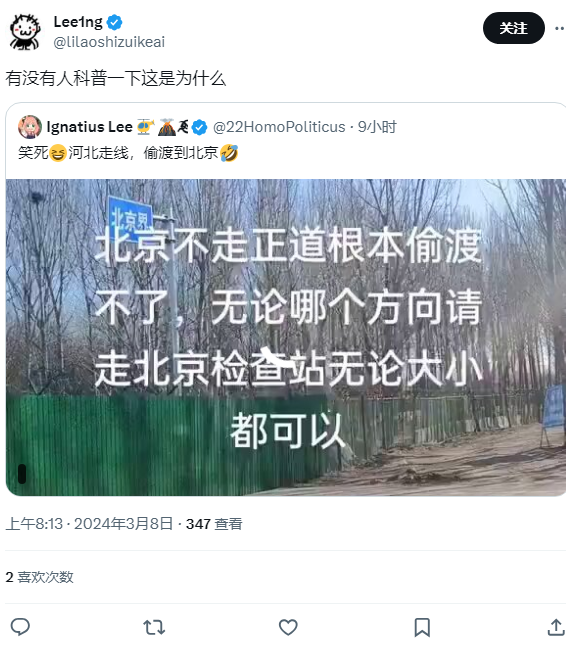 Lee1ng
@lilaoshizuikeai
关注
有没有人科普一下这是为什么
Ignatius Lee @22HomoPoliticus · 9小时
笑死😆河北走线，偷渡到北京🤣
北京界
北京不走正道根本偷渡
不了，无论哪个方向请
走北京检查站无论大小
都可以
上午8:13 · 2024年3月8日 · 347 查看
2 喜欢次数